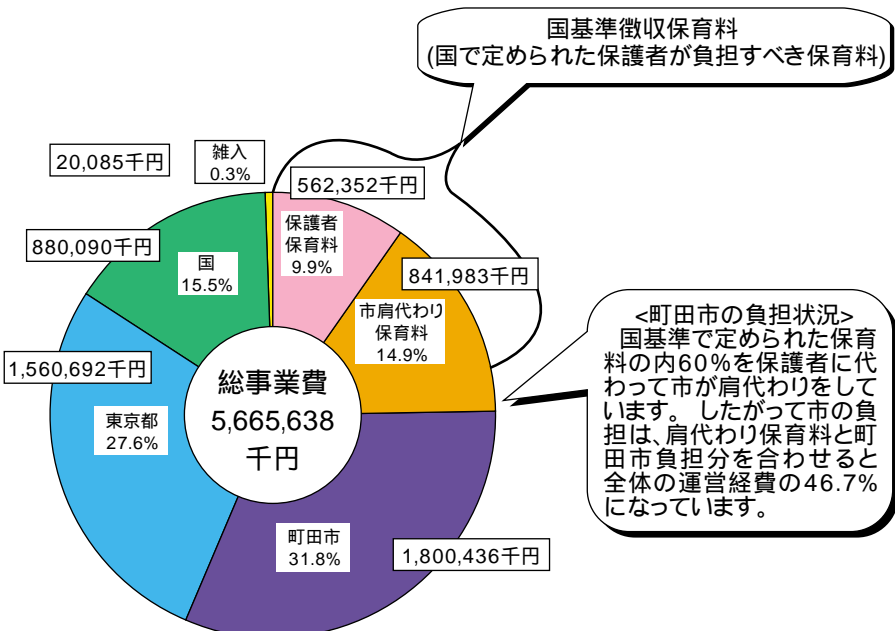 国基準徴収保育料
(国で定められた保護者が負担すべき保育料)
雑入
0.3%
20,085千円
562,352千円
保護者
保育料
9.9%
880,090千円
国
15.5%
841,983千円
市肩代わり
保育料
14.9%
<町田市の負担状況>
国基準で定められた保育
料の内60%を保護者に代
わって市が肩代わりをして
います。 したがって市の負
担は、肩代わり保育料と町
田市負担分を合わせると
全体の運営経費の46.7%
になっています。
1,560,692千円
総事業費
5,665,638
千円
東京都
27.6%
町田市
31.8%
1,800,436千円